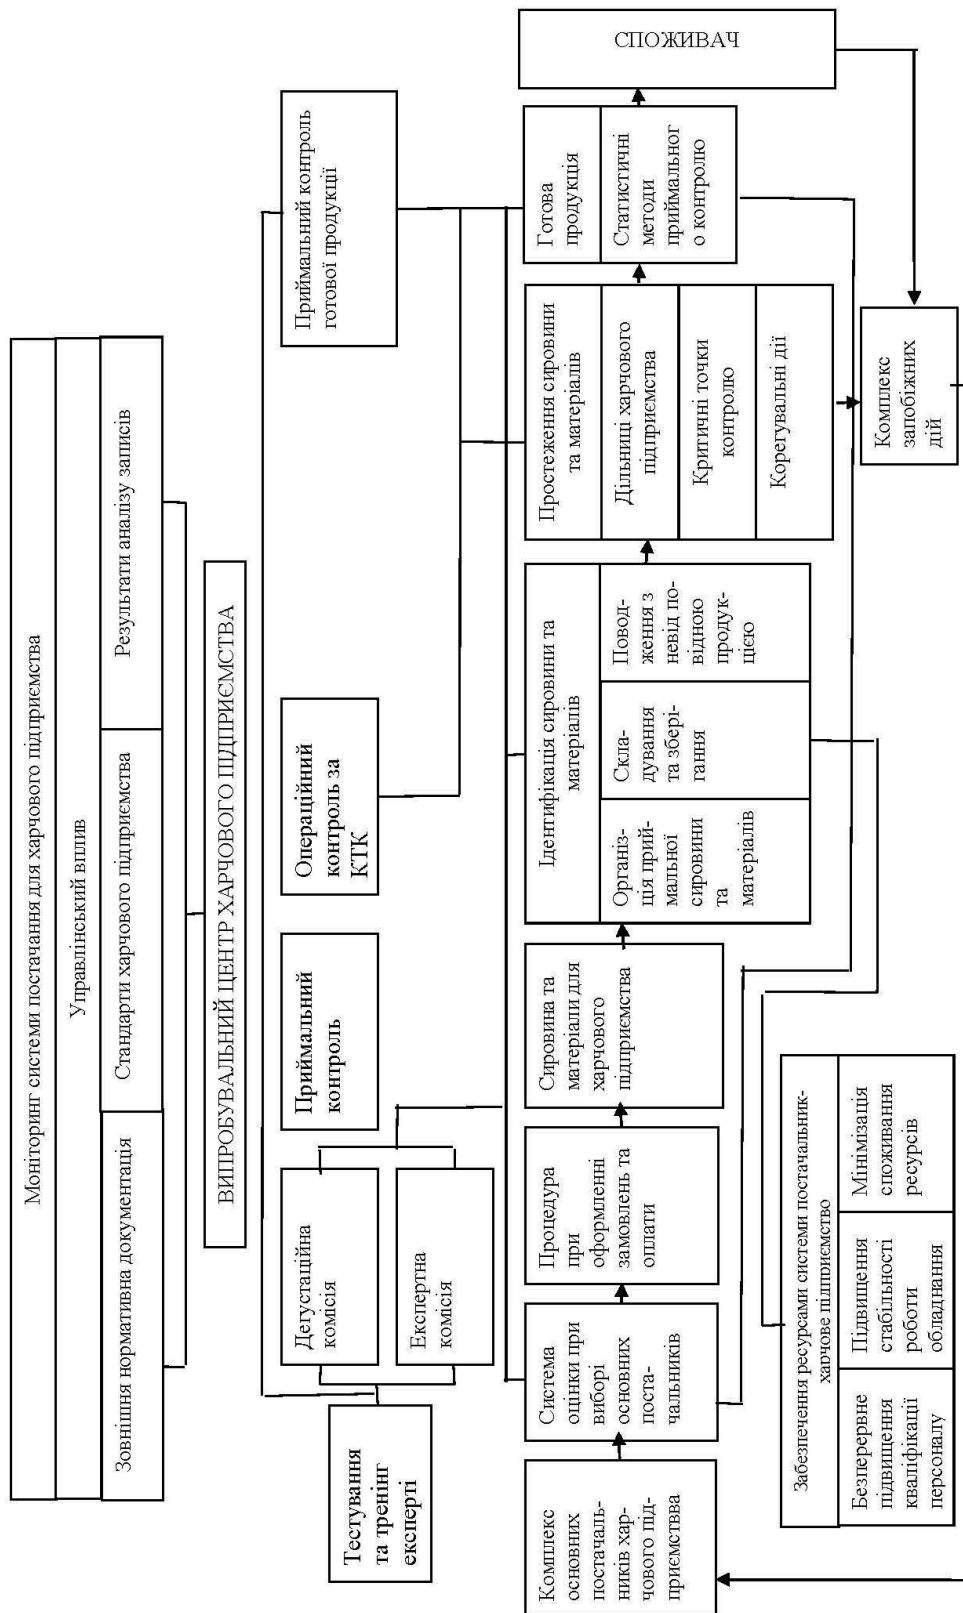 Моніторинг системи постачання для харчового підприємства
Управлінський вплив
Зовнішня нормативна документація
Стандарти харчового підприємства
Результати аналізу записів
ВИПРОБУВАЛЬНИЙ ЦЕНТР ХАРЧОВОГО ПІДПРИЄМСТВА
Тестування
та тренінг
експерті
Дегустаційна
комісія
Експертна
комісія
Приймальний
контроль
Операційний
контроль за
КТК
Приймальний контроль
готової продукції
Комплекс
основних
постачаль-
ників хар-
чового під-
приємствва
Система
оцінки при
виборі
основних
поста-
чальників
Процедура
при
оформленні
замовлень та
оплати
Сировина та
матеріали для
харчового
підприємства
Ідентифікація сировини та
матеріалів
Організ-
ція прий-
мальної
сировини
та
матеріалів
Скла-
дування
та збері-
гання
Повод-
ження з
невід по-
відною
продук-
цією
Простеження сировини
та матеріалів
Дільниці харчового
підприємства
Критичні точки
контролю
Корегувальні дії
Готова
продукція
Статистичні
методи
приймальног
о контролю
СПОЖИВАЧ
Забезпечення ресурсами системи постачальник-
харчове підприємство
Безперервне
підвищення
кваліфікації
персоналу
Підвищення
стабільності
роботи
обладнання
Мінімізація
споживання
ресурсів
Комплекс
запобіжних
дій